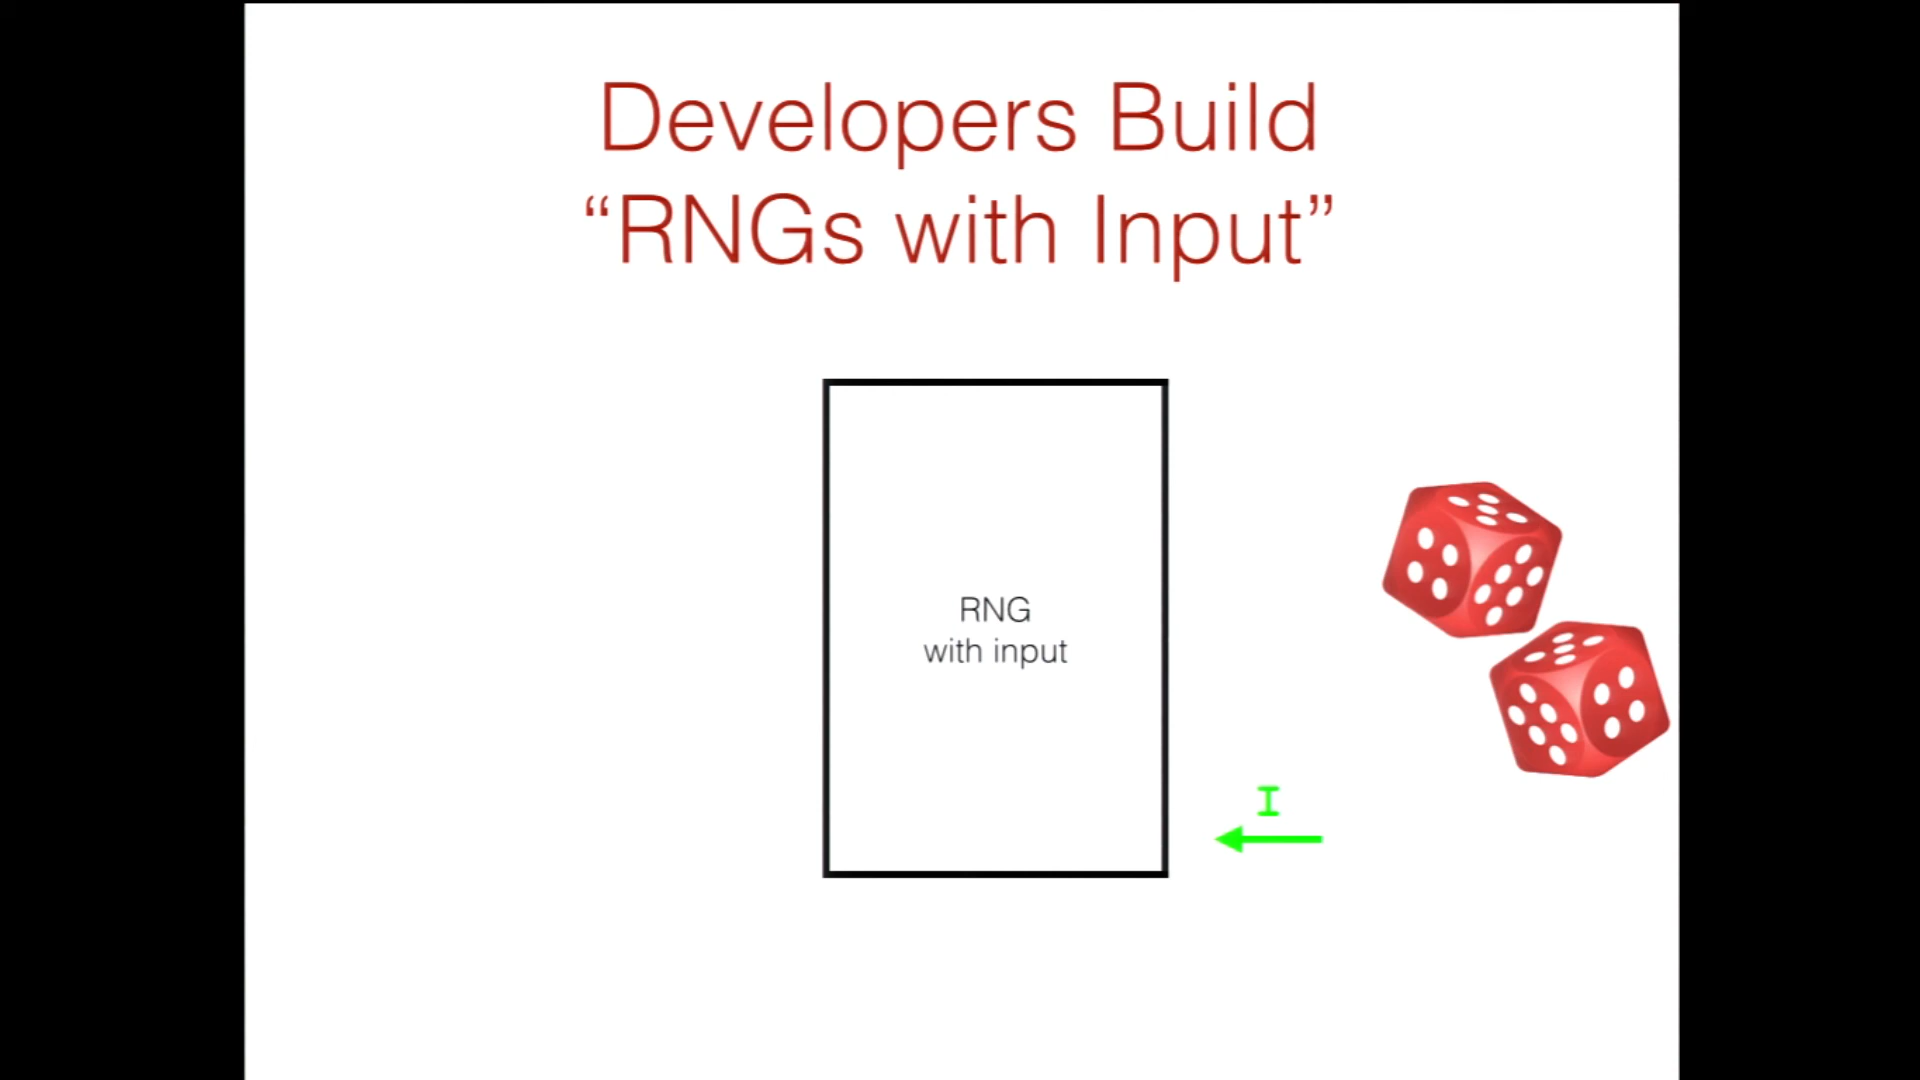 Developers Build
“RNGs with Input”
RNG
with input
I